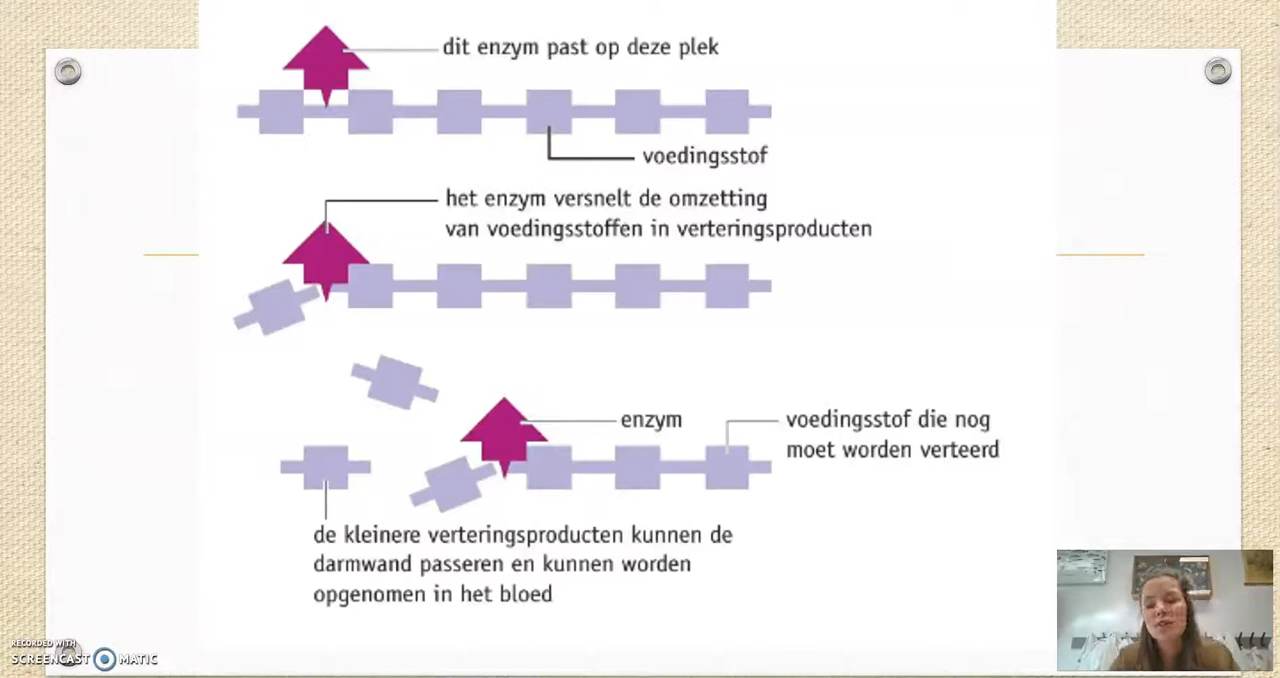 dit enzym past op deze plek
voedingsstof
het enzym versnelt de omzetting
van voedingsstoffen in verteringsproducten
enzym
voedingsstof die nog
moet worden verteerd
de kleinere verteringsproducten kunnen de
darmwand passeren en kunnen worden
opgenomen in het bloed
RECORDED WITH
SCREENCAST MATIC